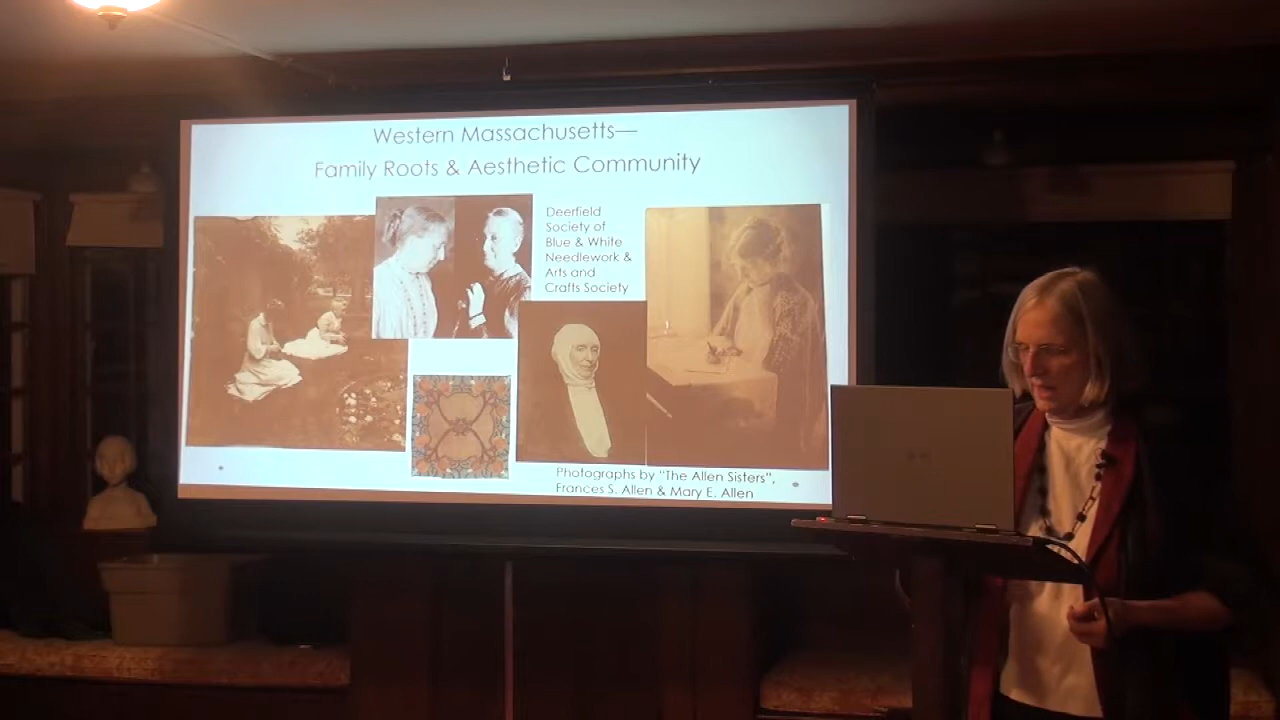 Western Massachusetts—
Family Roots & Aesthetic Community
Deerfield
Society of
Blue & White
Needlework &
Arts and
Crafts Society
Photographs by "The Allen Sisters",
Frances S. Allen & Mary E. Allen